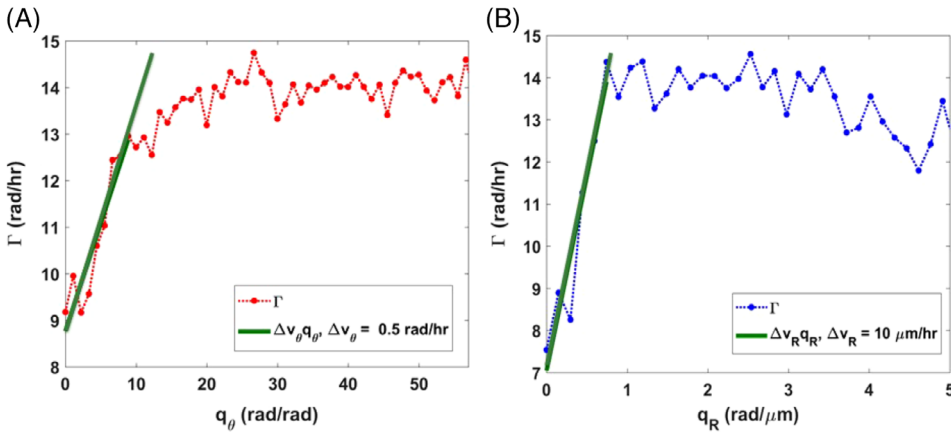 (A)
15
14
13
12
11
10
9
8
Γ (rad/hr)
0 10 20 30 40 50
q_θ (rad/rad)
Γ
Δv_θq_θ, Δv_θ = 0.5 rad/hr
(B)
15
14
13
12
11
10
9
8
7
Γ (rad/hr)
0 1 2 3 4 5
q_R (rad/μm)
Γ
Δv_Rq_R, Δv_R = 10 μm/hr